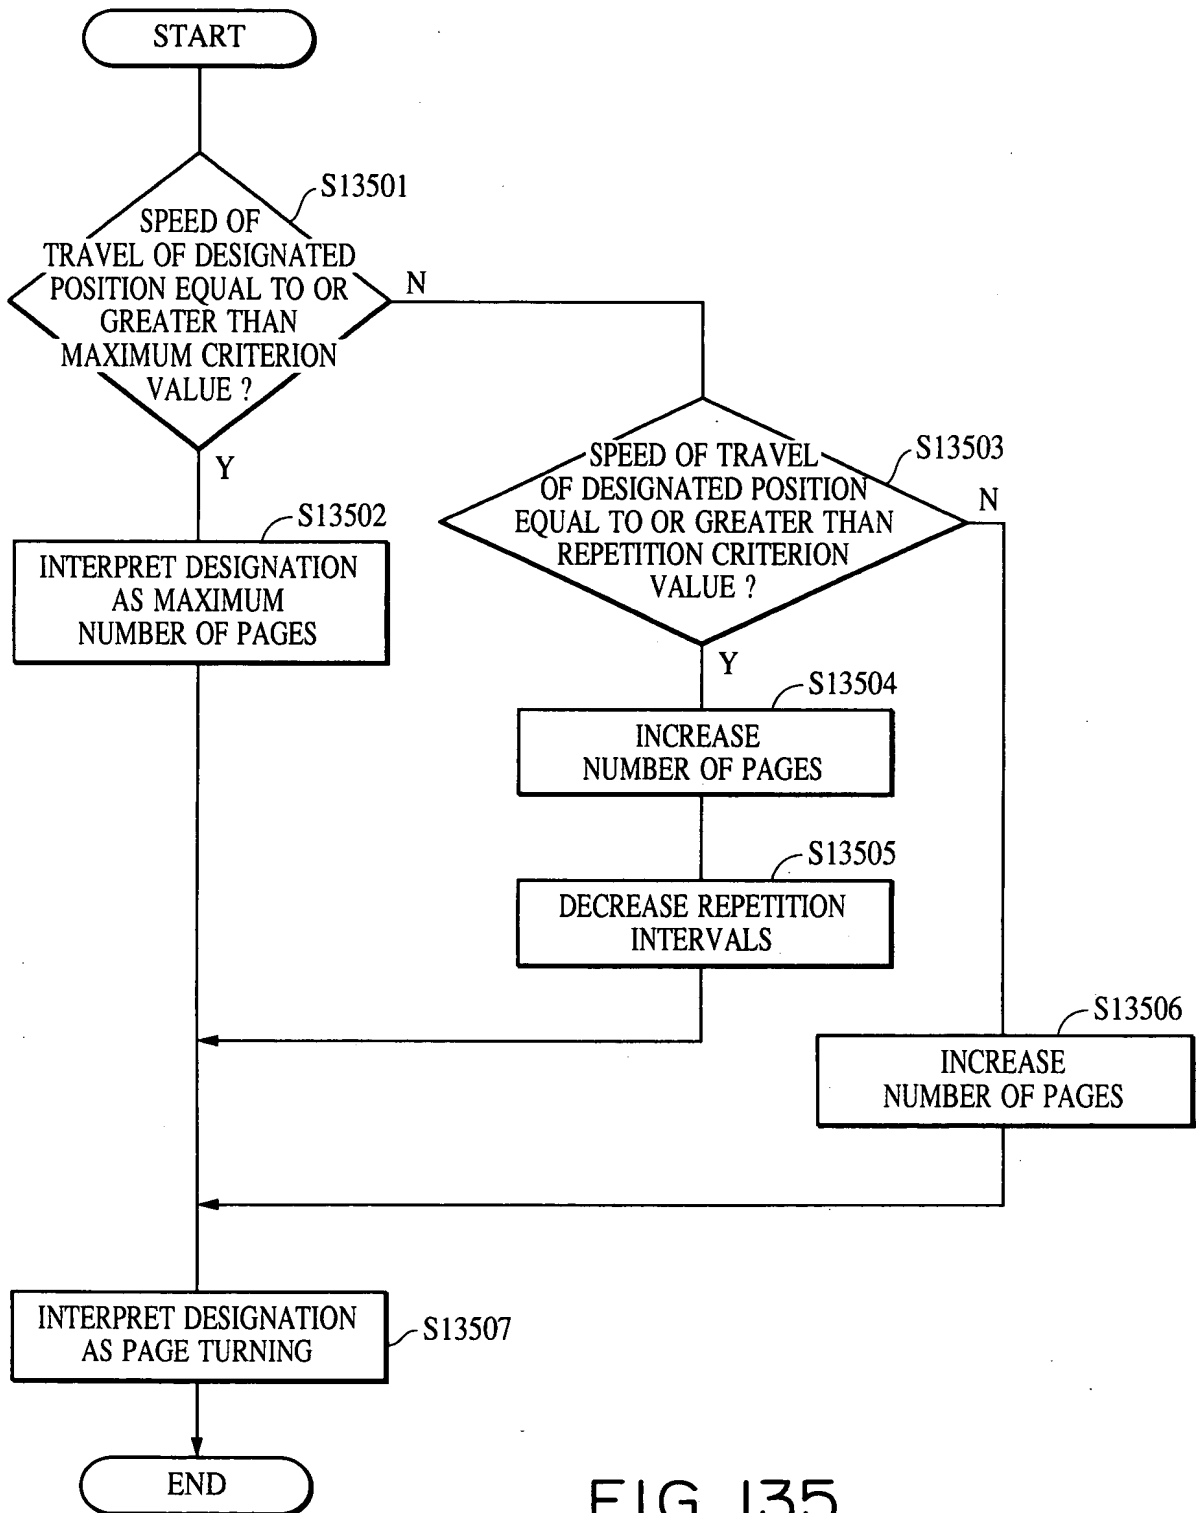 START
S13501
SPEED OF
TRAVEL OF DESIGNATED
POSITION EQUAL TO OR
GREATER THAN
MAXIMUM CRITERION
VALUE ?
N
Y
S13502
INTERPRET DESIGNATION
AS MAXIMUM
NUMBER OF PAGES
S13503
SPEED OF TRAVEL
OF DESIGNATED POSITION
EQUAL TO OR GREATER THAN
REPETITION CRITERION
VALUE ?
N
Y
S13504
INCREASE
NUMBER OF PAGES
S13505
DECREASE REPETITION
INTERVALS
S13506
INCREASE
NUMBER OF PAGES
INTERPRET DESIGNATION
AS PAGE TURNING
S13507
END
FIG. 135